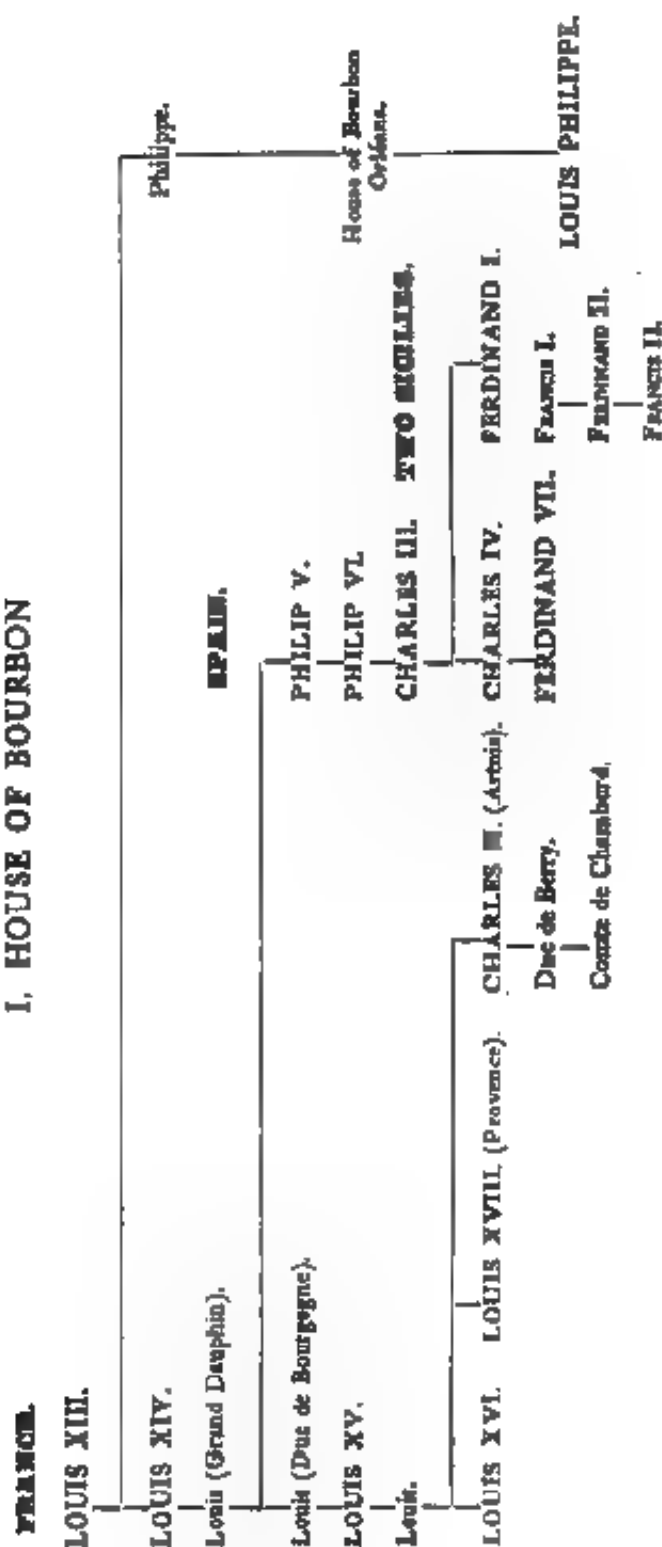 I. HOUSE OF BOURBON
FRANCE.
LOUIS XIII.
LOUIS XIV. Philippe.
Louis (Grand Dauphin).
SPAIN.
Louis (Duc de Bourgogne). PHILIP V. House of Bourbon
Orléans.
LOUIS XV. PHILIP VI.
Louis. CHARLES III. TWO SICILIES.
LOUIS XVI. LOUIS XVIII. (Provence). CHARLES (Artois). CHARLES IV. FERDINAND I. LOUIS PHILIPPE.
Duc de Berry. FERDINAND VII. FRANCIS I.
Comte de Chambord. FERDINAND II.
FRANCIS II.